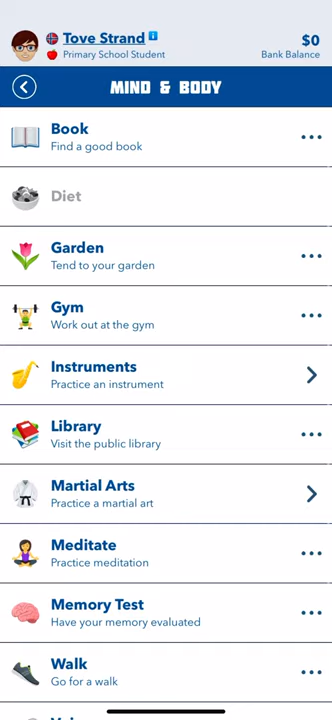 Tove Strand
$0
Primary School Student
Bank Balance
MIND & BODY
Book
Find a good book
Diet
Garden
Tend to your garden
Gym
Work out at the gym
Instruments
Practice an instrument
Library
Visit the public library
Martial Arts
Practice a martial art
Meditate
Practice meditation
Memory Test
Have your memory evaluated
Walk
Go for a walk